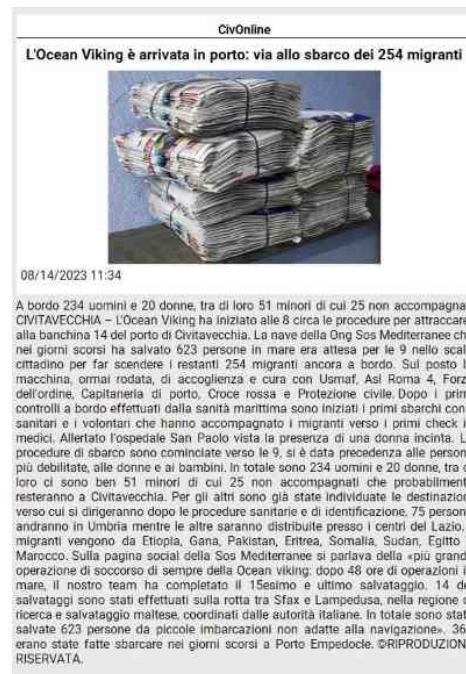 CivOnline
L'Ocean Viking è arrivata in porto: via allo sbarco dei 254 migranti
08/14/2023 11:34
A bordo 234 uomini e 20 donne, tra di loro 51 minori di cui 25 non accompagna
CIVITAVECCHIA – L'Ocean Viking ha iniziato alle 8 circa le procedure per attraccare
alla banchina 14 del porto di Civitavecchia. La nave della Ong Sos Mediterranee ch
nei giorni scorsi ha salvato 623 persone in mare era attesa per le 9 nello scal
cittadino per far scendere i restanti 254 migranti ancora a bordo. Sul posto l
macchina, ormai rodata, di accoglienza e cura con Usmaf, Asl Roma 4, Forz
dell'ordine, Capitaneria di porto, Croce rossa e Protezione civile. Dopo i prim
controlli a bordo effettuati dalla sanità marittima sono iniziati i primi sbarchi con
sanitari e i volontari che hanno accompagnato i migranti verso i primi check i
medici. Allertato l'ospedale San Paolo vista la presenza di una donna incinta. L
procedure di sbarco sono cominciate verso le 9, si è data precedenza alle person
più debilitate, alle donne e ai bambini. In totale sono 234 uomini e 20 donne, tra d
loro ci sono ben 51 minori di cui 25 non accompagnati che probabilment
resteranno a Civitavecchia. Per gli altri sono già state individuate le destinazion
verso cui si dirigeranno dopo le procedure sanitarie e di identificazione. 75 person
andranno in Umbria mentre le altre saranno distribuite presso i centri del Lazio.
migranti vengono da Etiopia, Gana, Pakistan, Eritrea, Somalia, Sudan, Egitto
Marocco. Sulla pagina social della Sos Mediterranee si parlava della «più grand
operazione di soccorso di sempre della Ocean viking: dopo 48 ore di operazioni i
mare, il nostro team ha completato il 15esimo e ultimo salvataggio. 14 de
salvataggi sono stati effettuati sulla rotta tra Sfax e Lampedusa, nella regione d
ricerca e salvataggio maltese, coordinati dalle autorità italiane. In totale sono stat
salvate 623 persone da piccole imbarcazioni non adatte alla navigazione». 36
erano state fatte sbarcare nei giorni scorsi a Porto Empedocle. ©RIPRODUZION
RISERVATA.